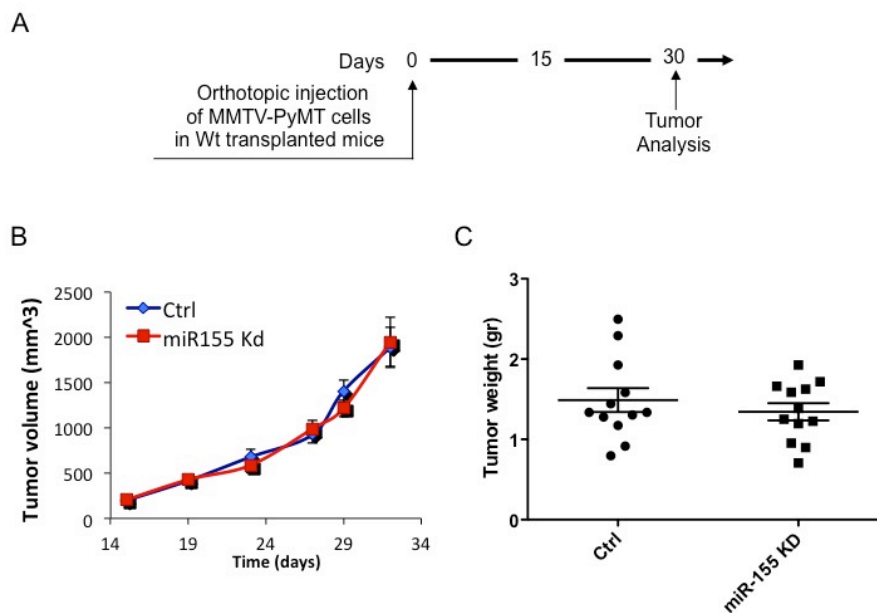 A
Days 0 15 30
Orthotopic injection
of MMTV-PyMT cells
in Wt transplanted mice
Tumor
Analysis
B
Tumor volume (mm^3)
2500
2000
1500
1000
500
0
Ctrl
miR155 Kd
14 19 24 29 34
Time (days)
C
Tumor weight (gr)
3
2
1
0
Ctrl
miR-155 KD